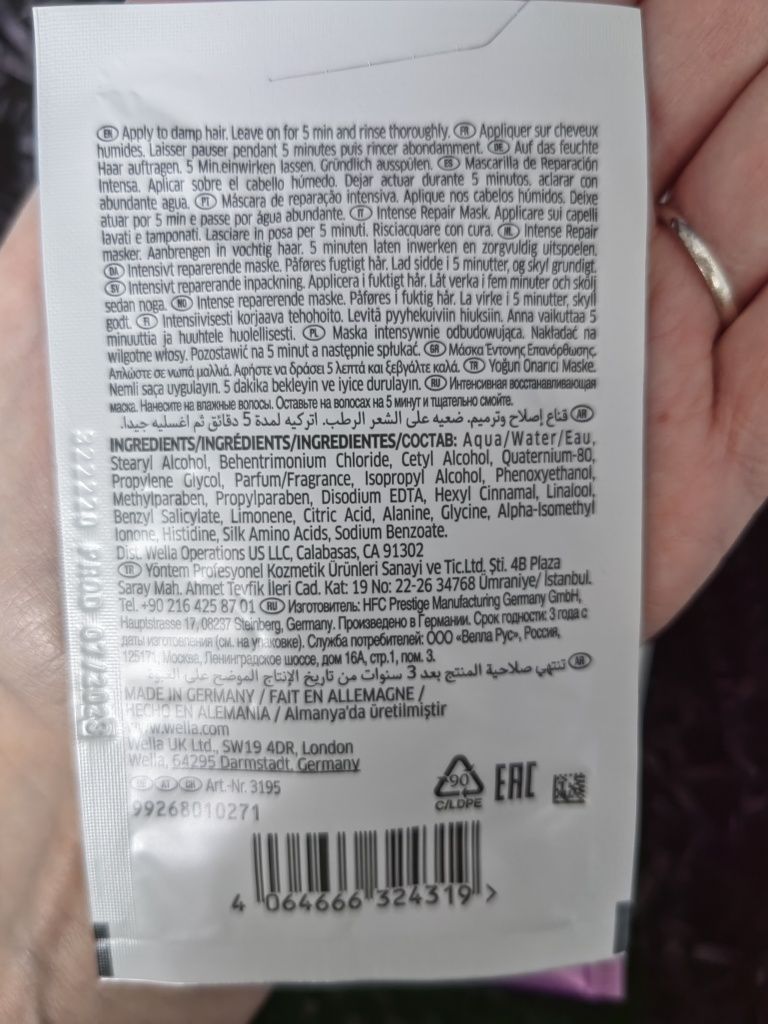 (EN) Apply to damp hair. Leave on for 5 min and rinse thoroughly. (FR) Appliquer sur cheveux
humides. Laisser pauser pendant 5 minutes puis rincer abondamment. (DE) Auf das feuchte
Haar auftragen. 5 Min.einwirken lassen. Gründlich ausspülen. (ES) Mascarilla de Reparación
Intensa. Aplicar sobre el cabello húmedo. Dejar actuar durante 5 minutos, aclarar con
abundante agua. (PT) Máscara de reparação intensiva. Aplique nos cabelos húmidos. Deixe
atuar por 5 min e passe por água abundante. (IT) Intense Repair Mask. Applicare sui capelli
lavati e tamponati. Lasciare in posa per 5 minuti. Risciacquare con cura. (NL) Intense Repair
masker. Aanbrengen in vochtig haar. 5 minuten laten inwerken en zorgvuldig uitspoelen.
(DA) Intensivt reparerende maske. Påføres fugtigt hår. Lad sidde i 5 minutter, og skyl grundigt.
(SV) Intensivt reparerande inpackning. Applicera i fuktigt hår. Låt verka i fem minuter och skölj
sedan noga. (NO) Intense reparerende maske. Påføres i fuktig hår. La virke i 5 minutter, skyll
godt. (FI) Intensiivisesti korjaava tehohoito. Levitä pyyhekuiviin hiuksiin. Anna vaikuttaa 5
minuuttia ja huuhtele huolellisesti. (PL) Maska intensywnie odbudowująca. Nakładać na
wilgotne włosy. Pozostawić na 5 minut a następnie spłukać. (GR) Μάσκα Έντονης Επανόρθωσης.
Απλώστε σε νωπά μαλλιά. Αφήστε να δράσει 5 λεπτά και ξεβγάλτε καλά. (TR) Yoğun Onarıcı Maske.
Nemli saça uygulayın. 5 dakika bekleyin ve iyice durulayın. (RU) Интенсивная восстанавливающая
маска. Нанесите на влажные волосы. Оставьте на волосах на 5 минут и тщательно смойте.
(AR) قناع إصلاح وترميم. ضعيه على الشعر الرطب. اتركيه لمدة 5 دقائق ثم اغسليه جيدا.
INGREDIENTS/INGRÉDIENTS/INGREDIENTES/СОСТАВ: Aqua/Water/Eau,
Stearyl Alcohol, Behentrimonium Chloride, Cetyl Alcohol, Quaternium-80,
Propylene Glycol, Parfum/Fragrance, Isopropyl Alcohol, Phenoxyethanol,
Methylparaben, Propylparaben, Disodium EDTA, Hexyl Cinnamal, Linalool,
Benzyl Salicylate, Limonene, Citric Acid, Alanine, Glycine, Alpha-Isomethyl
Ionone, Histidine, Silk Amino Acids, Sodium Benzoate.
Dist. Wella Operations US LLC, Calabasas, CA 91302
(TR) Yöntem Profesyonel Kozmetik Ürünleri Sanayi ve Tic.Ltd. Şti. 4B Plaza
Saray Mah. Ahmet Tevfik İleri Cad. Kat: 19 No: 22-26 34768 Ümraniye/ İstanbul.
Tel. +90 216 425 87 01 (RU) Изготовитель: HFC Prestige Manufacturing Germany GmbH,
Hauptstrasse 17, 08237 Steinberg, Germany. Произведено в Германии. Срок годности: 3 года с
даты изготовления (см. на упаковке). Служба потребителей: ООО «Велла Рус», Россия,
125171, Москва, Ленинградское шоссе, дом 16А, стр.1, пом. 3.
(AR) تنتهي صلاحية المنتج بعد 3 سنوات من تاريخ الإنتاج الموضح على العبوة
MADE IN GERMANY / FAIT EN ALLEMAGNE /
HECHO EN ALEMANIA / Almanya'da üretilmiştir
www.wella.com
Wella UK Ltd., SW19 4DR, London
Wella, 64295 Darmstadt, Germany
(DE) (AT) (CH) Art.-Nr. 3195
99268010271
90
C/LDPE
EAC
4 064666 324319 >
PROD 07/2023